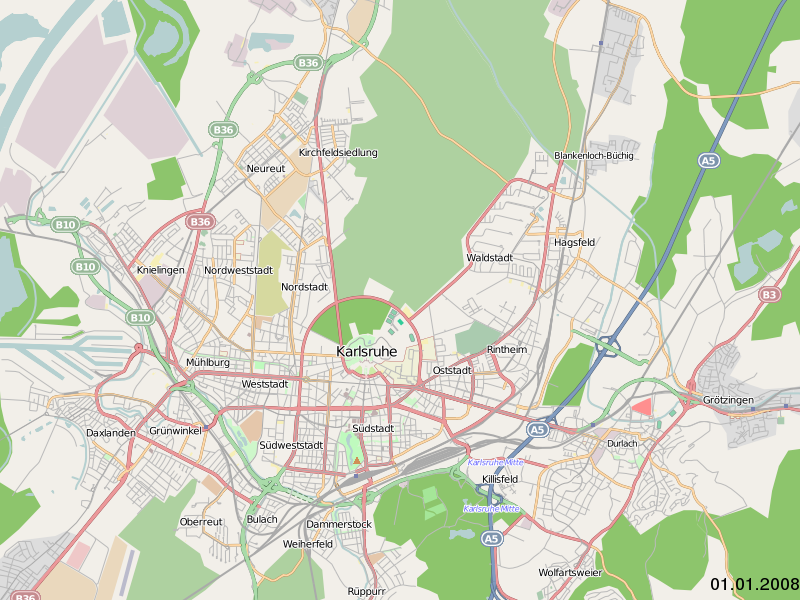 B36
B36
Kirchfeldsiedlung
Neureut
Blankenloch-Büchig
A5
B36
B10
B10
Knielingen
Nordweststadt
Nordstadt
Waldstadt
Hagsfeld
B3
B10
Mühlburg
Karlsruhe
Rintheim
Weststadt
Oststadt
Grötzingen
Daxlanden
Grünwinkel
Südstadt
A5
Südweststadt
Durlach
Karlsruhe Mitte
Killisfeld
Karlsruhe Mitte
Oberreut
Bulach
Dammerstock
Weiherfeld
A5
Wolfartsweier
Rüppurr
B36
01.01.2008